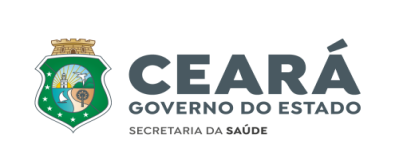 CEARÁ
GOVERNO DO ESTADO
SECRETARIA DA SAÚDE